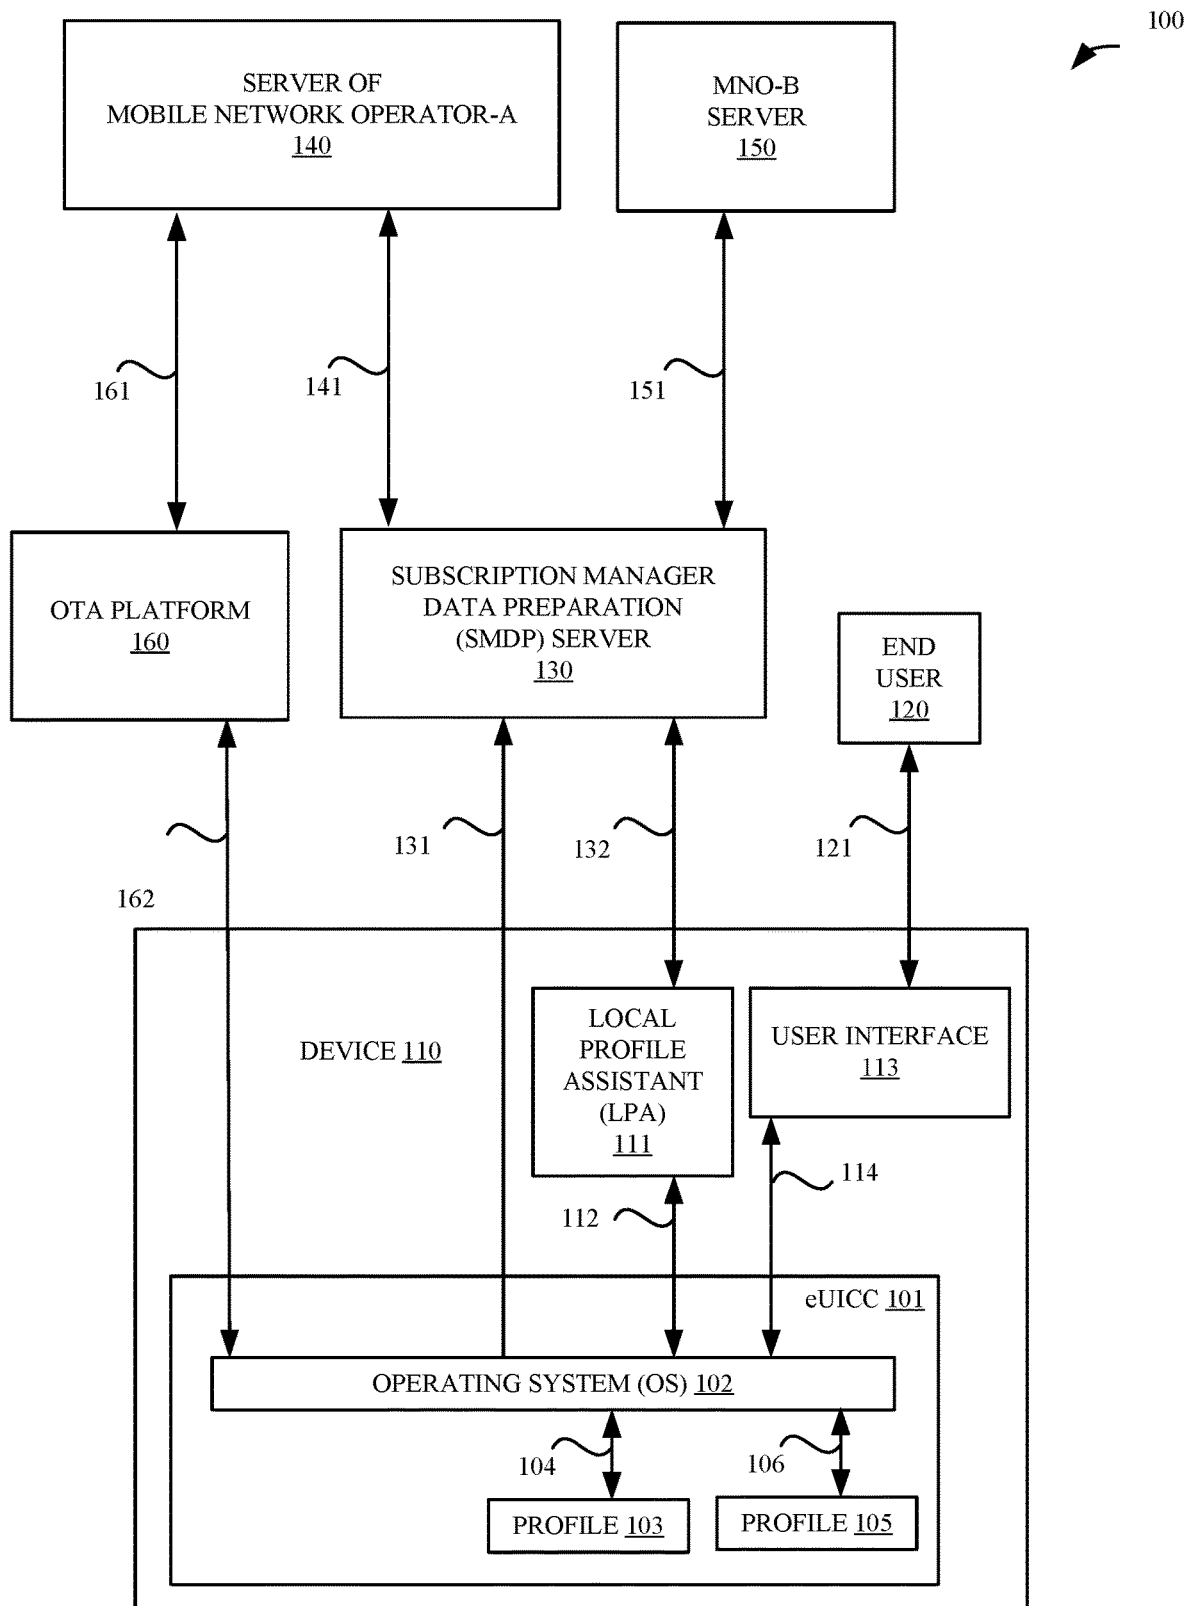 100
SERVER OF
MOBILE NETWORK OPERATOR-A
140
MNO-B
SERVER
150
161
141
151
OTA PLATFORM
160
SUBSCRIPTION MANAGER
DATA PREPARATION
(SMDP) SERVER
130
END
USER
120
162
131
132
121
DEVICE 110
LOCAL
PROFILE
ASSISTANT
(LPA)
111
USER INTERFACE
113
112
114
eUICC 101
OPERATING SYSTEM (OS) 102
104
106
PROFILE 103
PROFILE 105